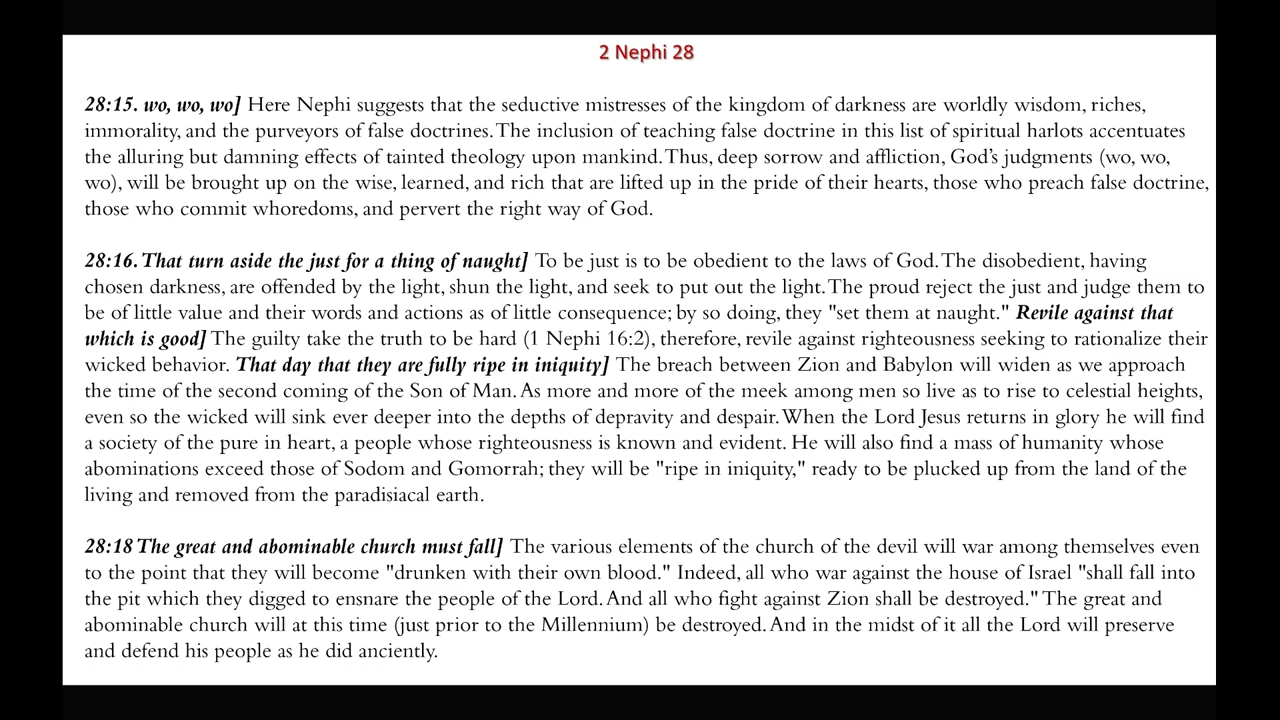 2 Nephi 28
28:15. wo, wo, wo] Here Nephi suggests that the seductive mistresses of the kingdom of darkness are worldly wisdom, riches,
immorality, and the purveyors of false doctrines. The inclusion of teaching false doctrine in this list of spiritual harlots accentuates
the alluring but damning effects of tainted theology upon mankind. Thus, deep sorrow and affliction, God's judgments (wo, wo,
wo), will be brought up on the wise, learned, and rich that are lifted up in the pride of their hearts, those who preach false doctrine,
those who commit whoredoms, and pervert the right way of God.
28:16. That turn aside the just for a thing of naught] To be just is to be obedient to the laws of God. The disobedient, having
chosen darkness, are offended by the light, shun the light, and seek to put out the light. The proud reject the just and judge them to
be of little value and their words and actions as of little consequence; by so doing, they "set them at naught." Revile against that
which is good] The guilty take the truth to be hard (1 Nephi 16:2), therefore, revile against righteousness seeking to rationalize their
wicked behavior. That day that they are fully ripe in iniquity] The breach between Zion and Babylon will widen as we approach
the time of the second coming of the Son of Man. As more and more of the meek among men so live as to rise to celestial heights,
even so the wicked will sink ever deeper into the depths of depravity and despair. When the Lord Jesus returns in glory he will find
a society of the pure in heart, a people whose righteousness is known and evident. He will also find a mass of humanity whose
abominations exceed those of Sodom and Gomorrah; they will be "ripe in iniquity," ready to be plucked up from the land of the
living and removed from the paradisiacal earth.
28:18 The great and abominable church must fall] The various elements of the church of the devil will war among themselves even
to the point that they will become "drunken with their own blood." Indeed, all who war against the house of Israel "shall fall into
the pit which they digged to ensnare the people of the Lord. And all who fight against Zion shall be destroyed." The great and
abominable church will at this time (just prior to the Millennium) be destroyed. And in the midst of it all the Lord will preserve
and defend his people as he did anciently.